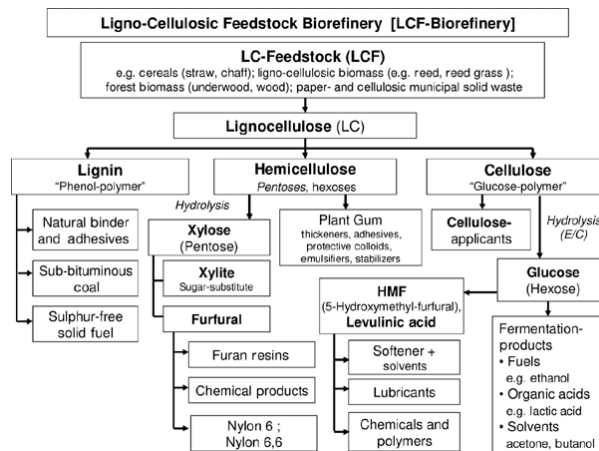 Ligno-Cellulosic Feedstock Biorefinery [LCF-Biorefinery]
LC-Feedstock (LCF)
e.g. cereals (straw, chaff); ligno-cellulosic biomass (e.g. reed, reed grass );
forest biomass (underwood, wood); paper- and cellulosic municipal solid waste
Lignocellulose (LC)
Lignin
"Phenol-polymer"
Hemicellulose
Pentoses, hexoses
Cellulose
"Glucose-polymer"
Natural binder
and adhesives
Sub-bituminous
coal
Sulphur-free
solid fuel
Hydrolysis
Xylose
(Pentose)
Xylite
Sugar-substitute
Furfural
Furan resins
Chemical products
Nylon 6 ;
Nylon 6,6
Plant Gum
thickeners, adhesives,
protective colloids,
emulsifiers, stabilizers
Cellulose-
applicants
Hydrolysis
(E/C)
Glucose
(Hexose)
HMF
(5-Hydroxymethyl-furfural),
Levulinic acid
Softener +
solvents
Lubricants
Chemicals and
polymers
Fermentation-
products
• Fuels
e.g. ethanol
• Organic acids
e.g. lactic acid
• Solvents
acetone, butanol